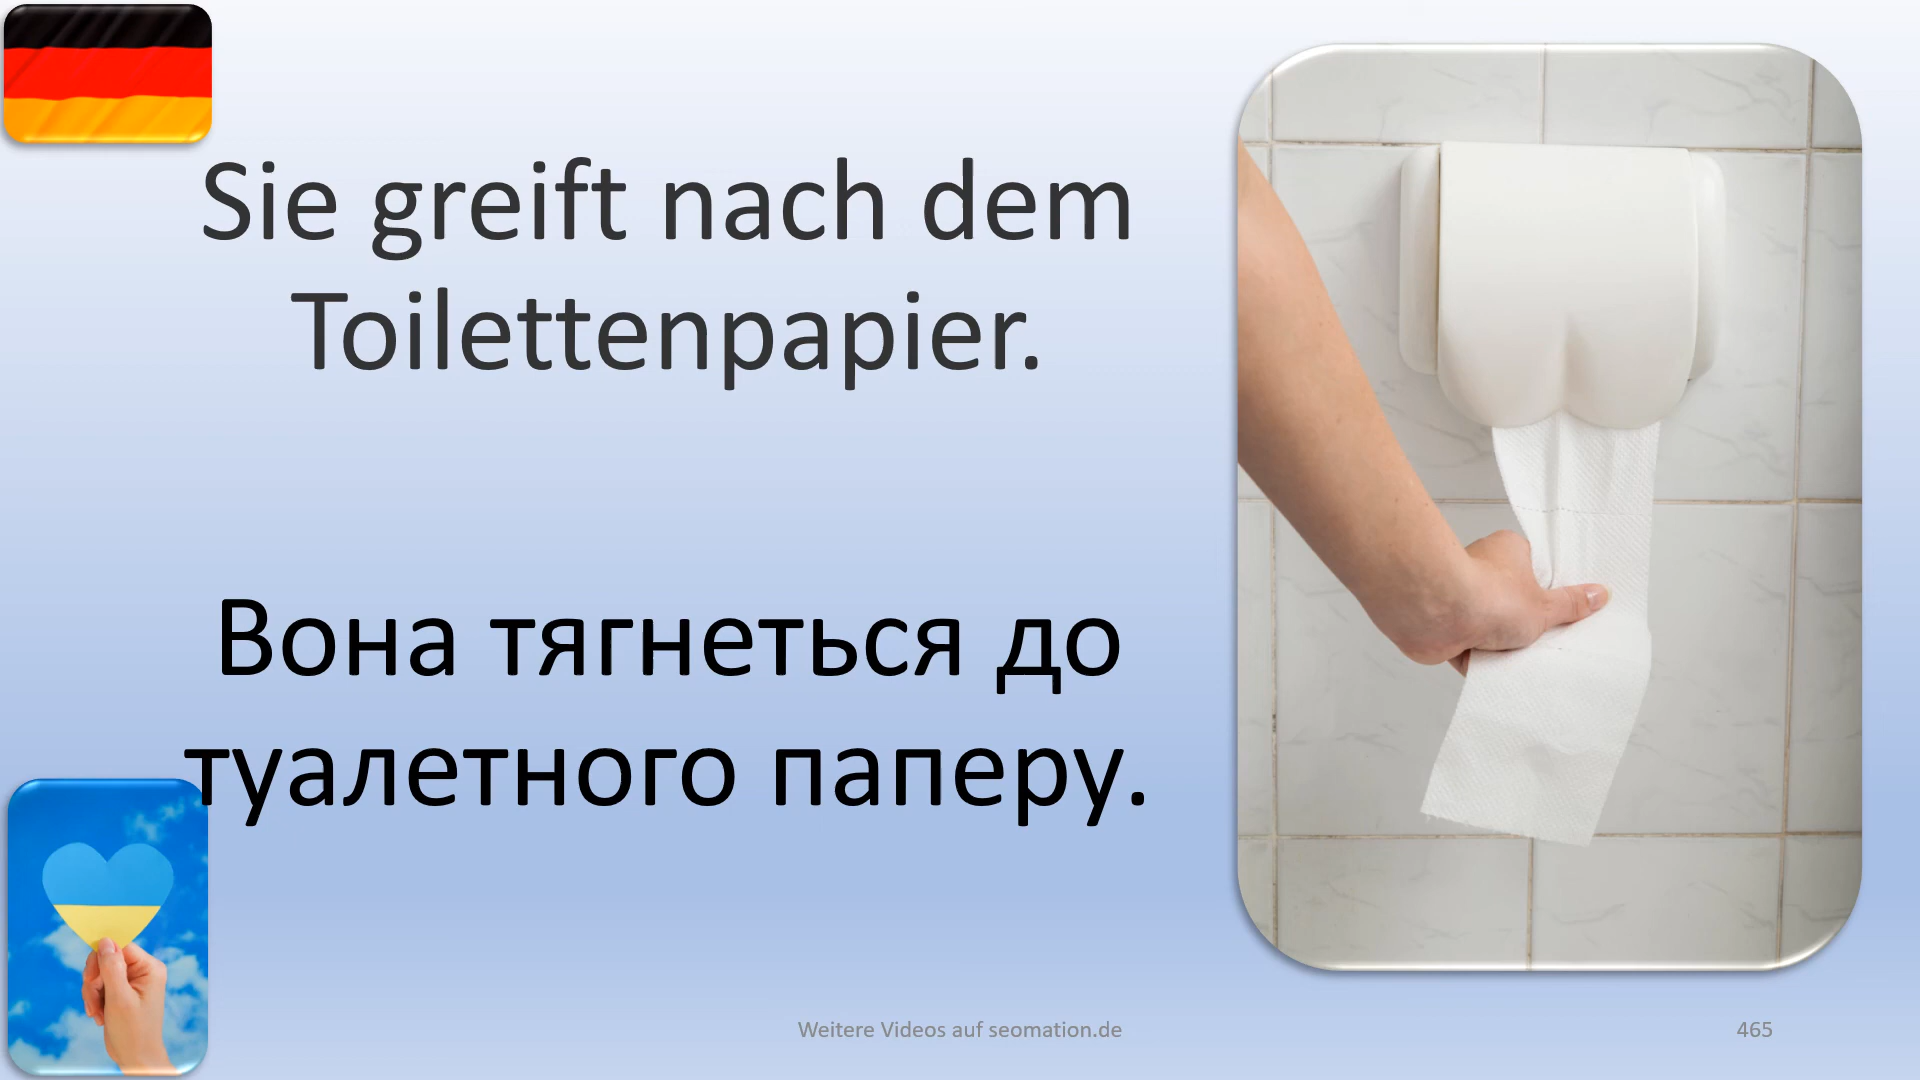 Sie greift nach dem
Toilettenpapier.
Вона тягнеться до
туалетного паперу.
Weitere Videos auf seomation.de
465